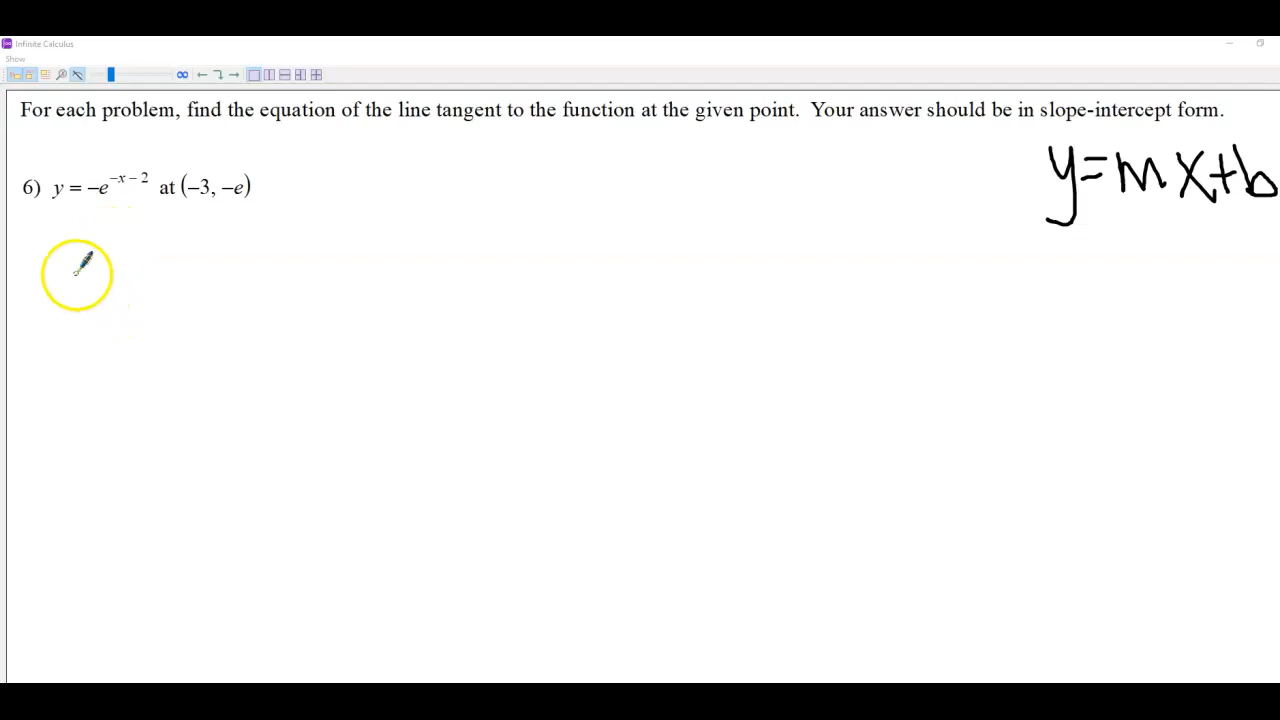 Infinite Calculus
Show
For each problem, find the equation of the line tangent to the function at the given point. Your answer should be in slope-intercept form.
y=mx+b
6) y = −e^{−x − 2} at (−3, −e)